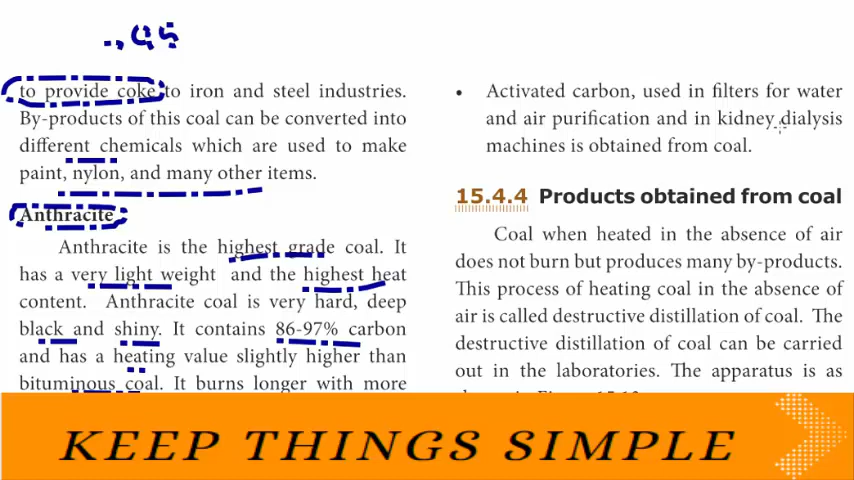 to provide coke to iron and steel industries.
By-products of this coal can be converted into
different chemicals which are used to make
paint, nylon, and many other items.
Anthracite
Anthracite is the highest grade coal. It
has a very light weight and the highest heat
content. Anthracite coal is very hard, deep
black and shiny. It contains 86-97% carbon
and has a heating value slightly higher than
bituminous coal. It burns longer with more
• Activated carbon, used in filters for water
and air purification and in kidney dialysis
machines is obtained from coal.
15.4.4 Products obtained from coal
Coal when heated in the absence of air
does not burn but produces many by-products.
This process of heating coal in the absence of
air is called destructive distillation of coal. The
destructive distillation of coal can be carried
out in the laboratories. The apparatus is as
KEEP THINGS SIMPLE